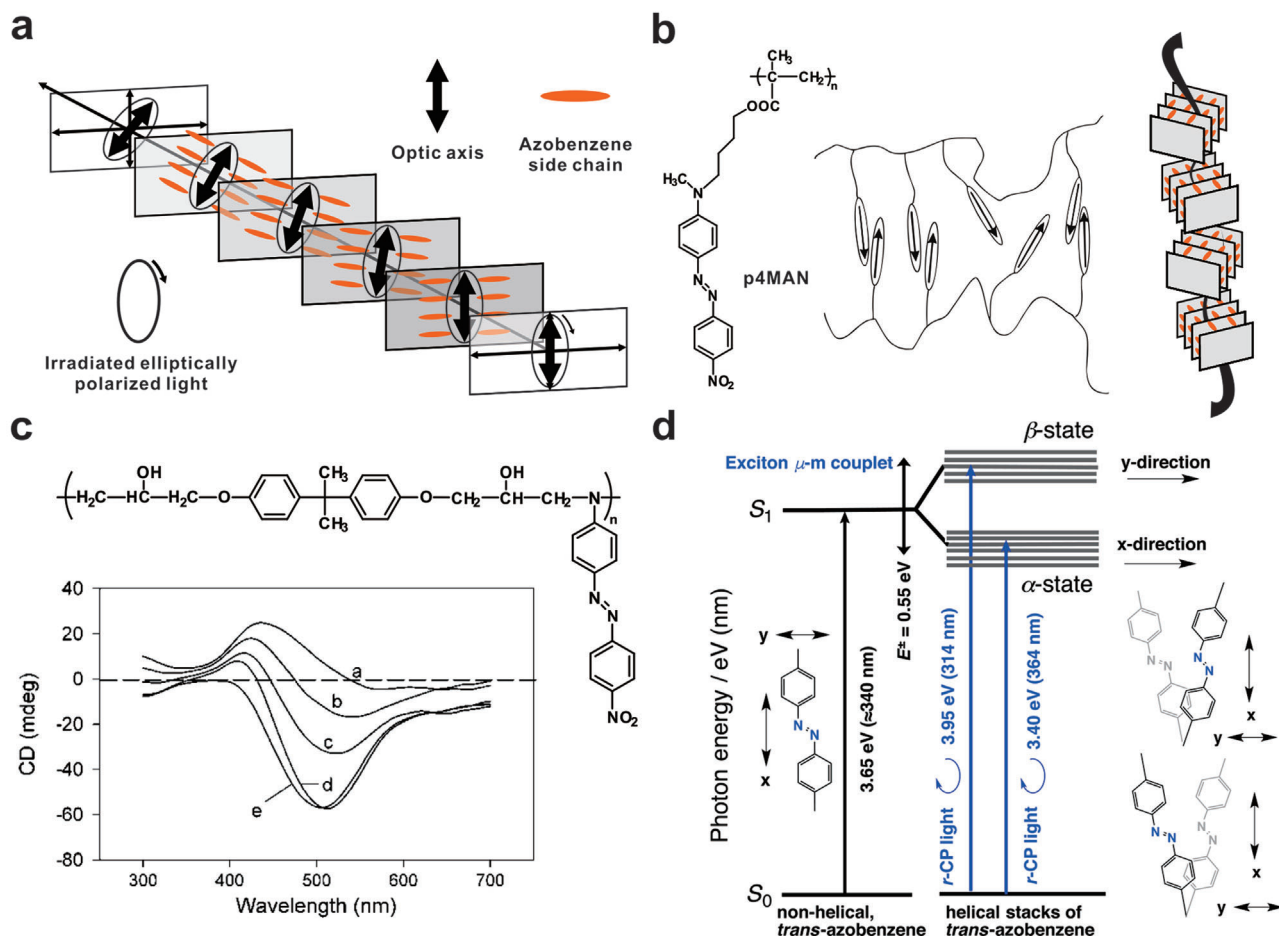 a
Optic axis
Azobenzene
side chain
Irradiated elliptically
polarized light
b
CH₃
( C CH₂ )n
OOC
H₃C
N
N
N
NO₂
p4MAN
c
OH
CH₃
OH
( H₂C CH CH₂ O C O CH₂ CH CH₂ N )n
CH₃
N
N
NO₂
40
20
0
-20
-40
-60
-80
CD (mdeg)
a
b
c
d
e
300 400 500 600 700
Wavelength (nm)
d
β-state
Exciton μ-m couplet
y-direction
S₁
x-direction
α-state
E± = 0.55 eV
Photon energy / eV (nm)
y
N
N
x
3.65 eV (≈340 nm)
r-CP light 3.95 eV (314 nm)
r-CP light 3.40 eV (364 nm)
N N N N
x
y
N N N N
x
y
S₀
non-helical,
trans-azobenzene
helical stacks of
trans-azobenzene